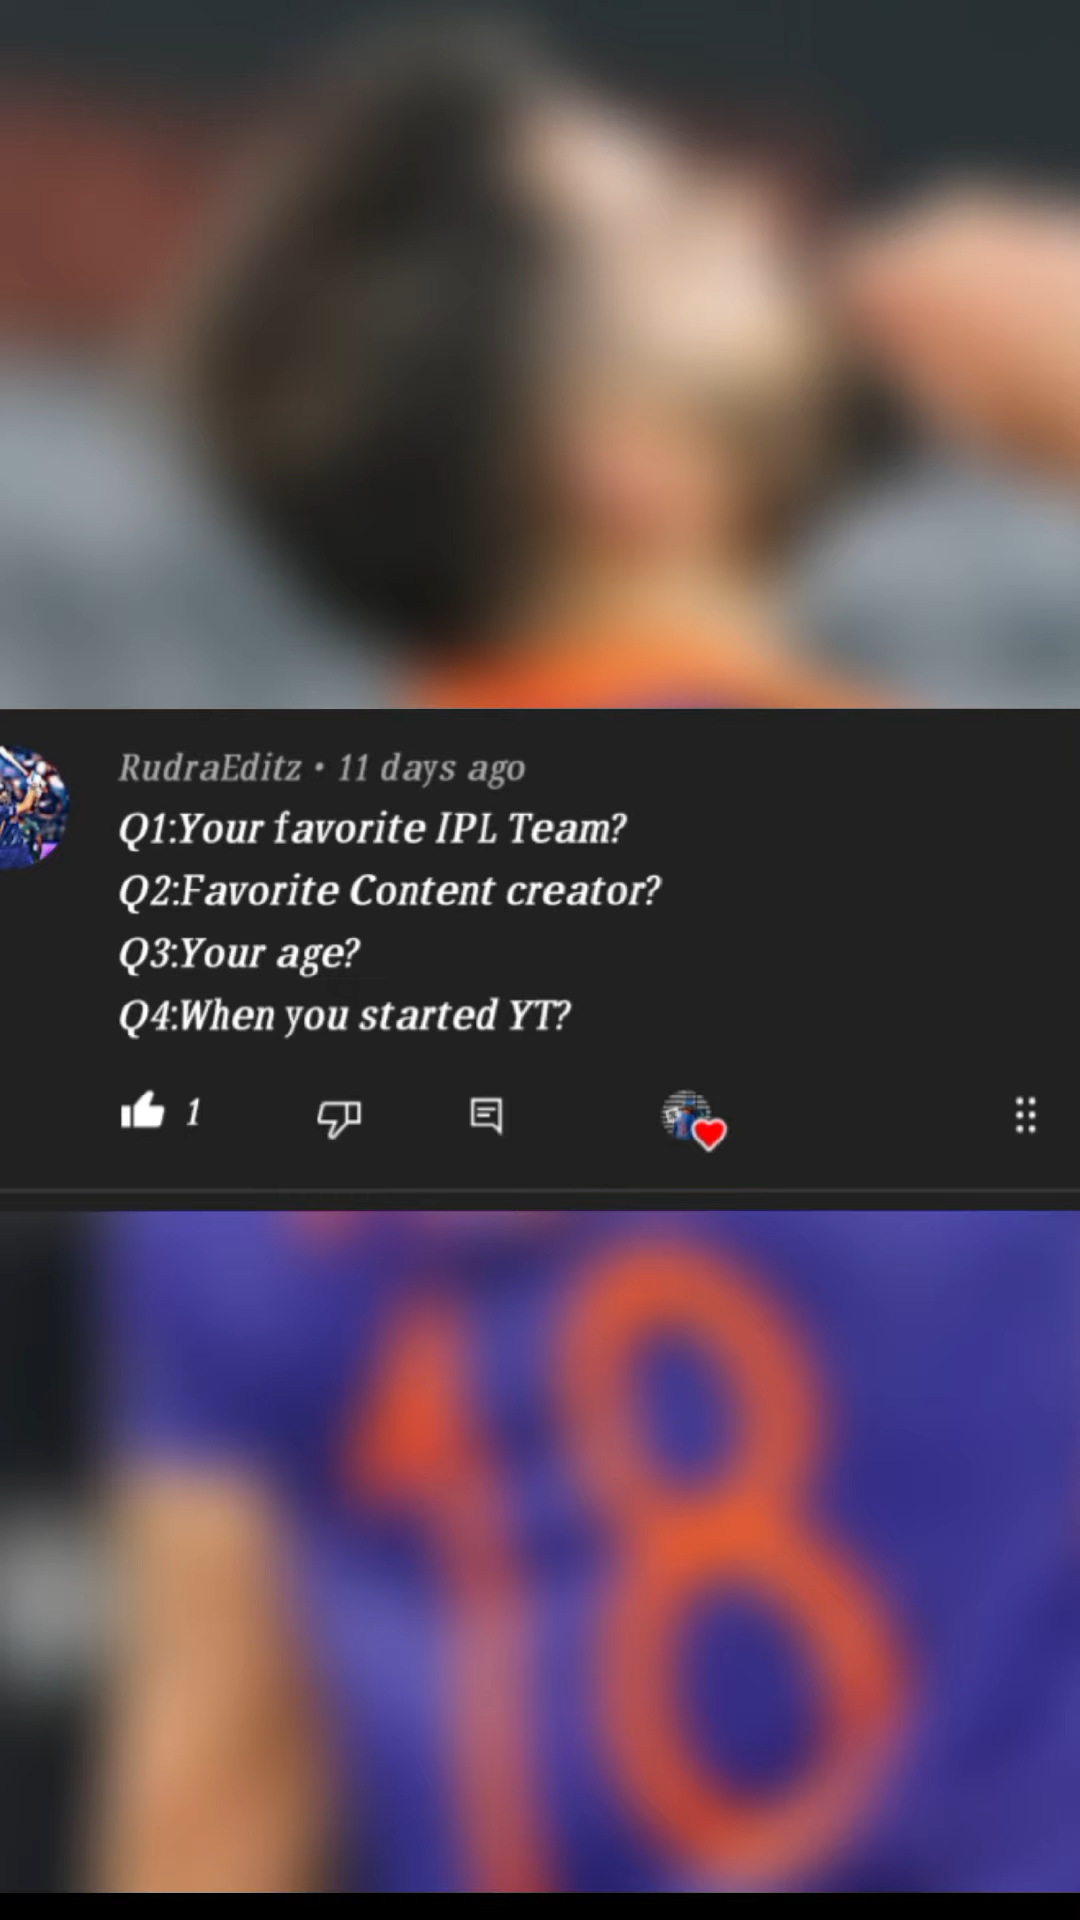 RudraEditz • 11 days ago
Q1:Your favorite IPL Team?
Q2:Favorite Content creator?
Q3:Your age?
Q4:When you started YT?
1
18